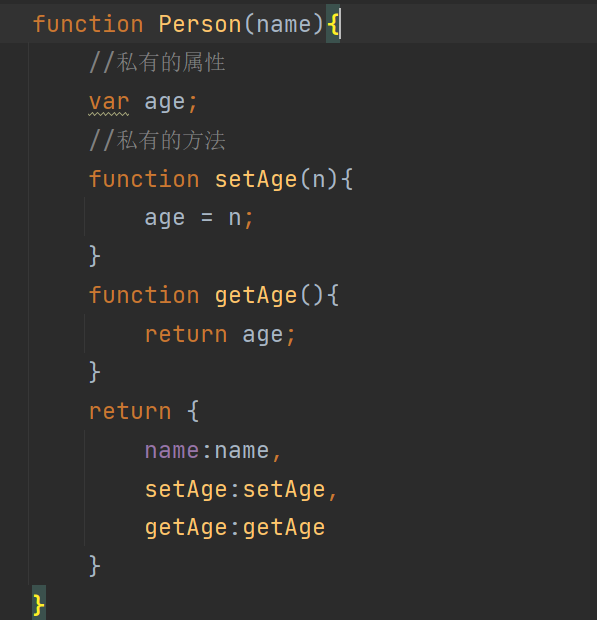 function Person(name){
//私有的属性
var age;
//私有的方法
function setAge(n){
age = n;
}
function getAge(){
return age;
}
return {
name:name,
setAge:setAge,
getAge:getAge
}
}